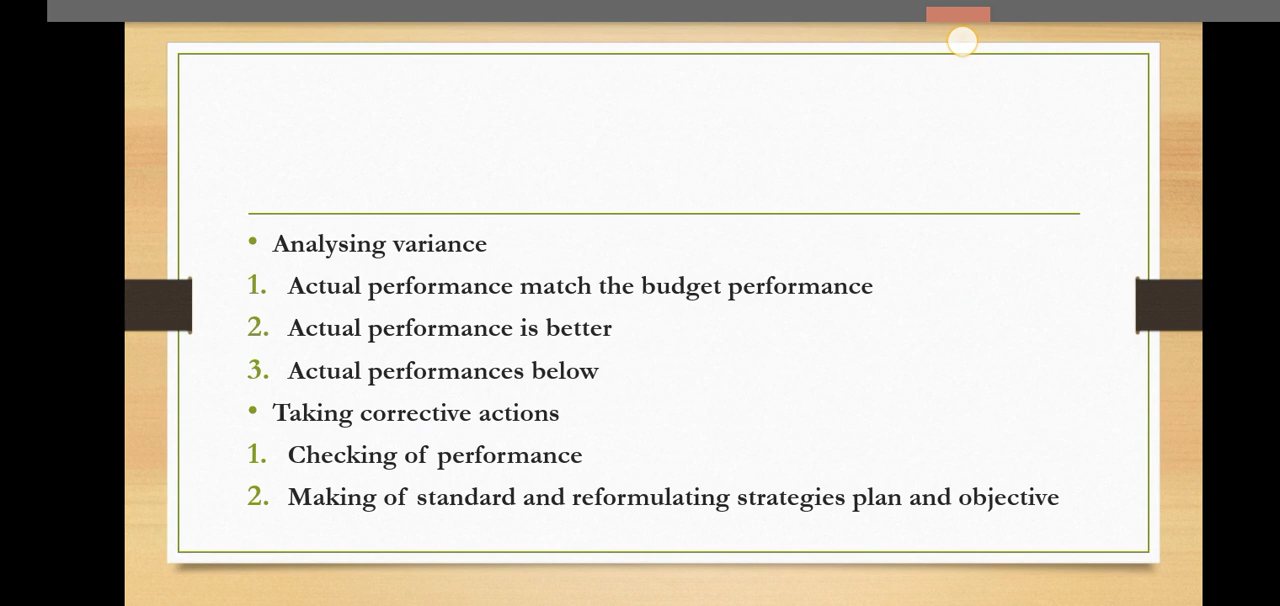 • Analysing variance
1. Actual performance match the budget performance
2. Actual performance is better
3. Actual performances below
• Taking corrective actions
1. Checking of performance
2. Making of standard and reformulating strategies plan and objective